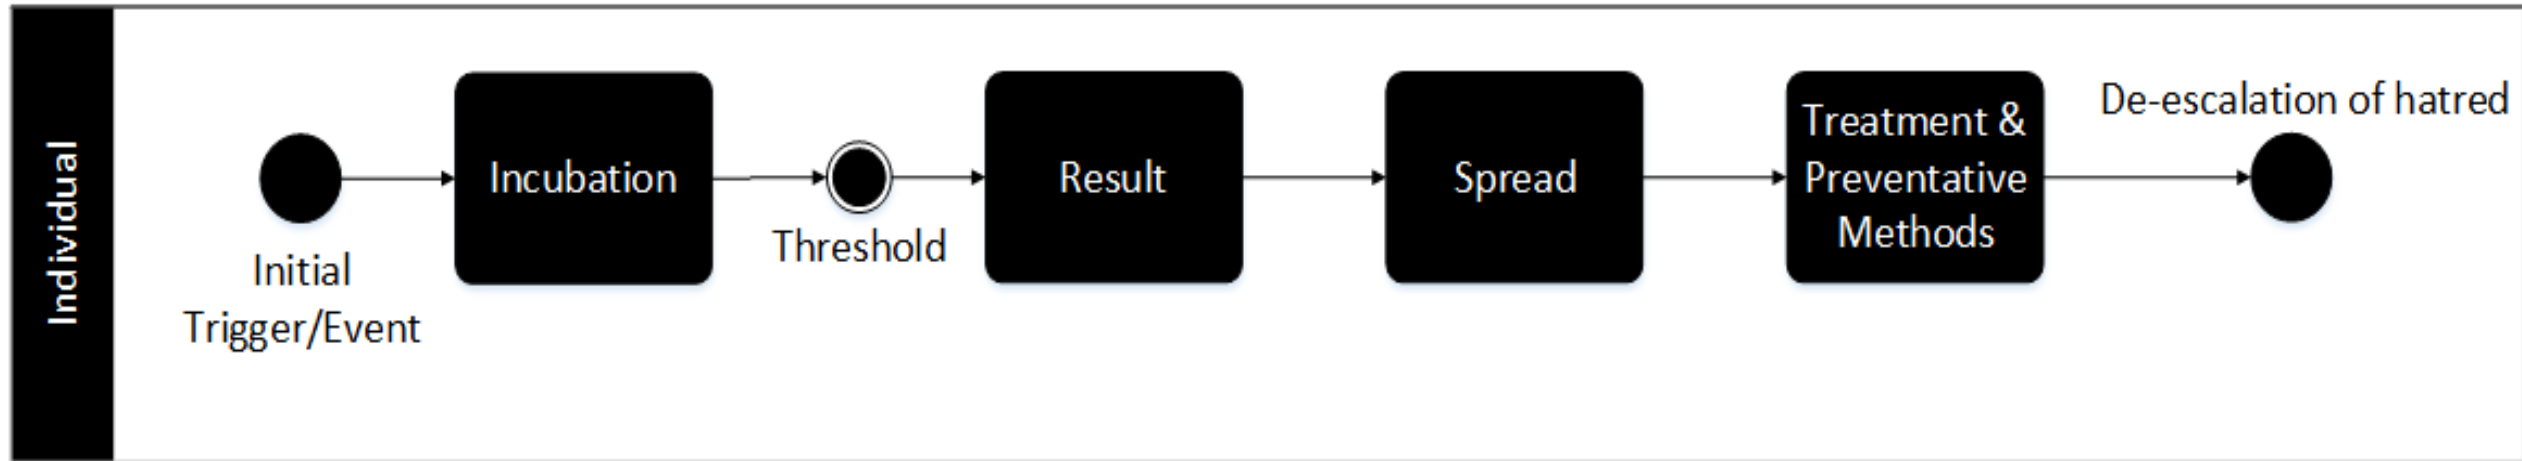 Individual
Initial
Trigger/Event
Incubation
Threshold
Result
Spread
Treatment &
Preventative
Methods
De-escalation of hatred